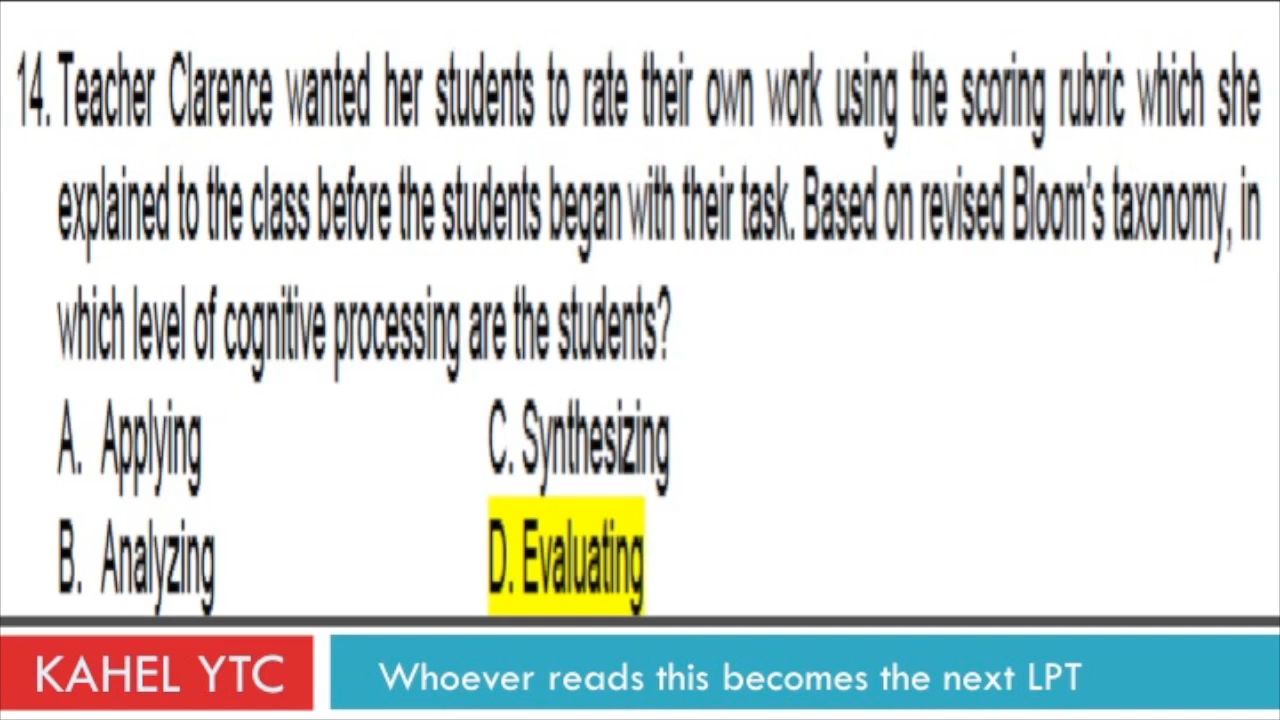 14. Teacher Clarence wanted her students to rate their own work using the scoring rubric which she
explained to the class before the students began with their task. Based on revised Bloom's taxonomy, in
which level of cognitive processing are the students?
A. Applying C. Synthesizing
B. Analyzing D. Evaluating
KAHEL YTC Whoever reads this becomes the next LPT